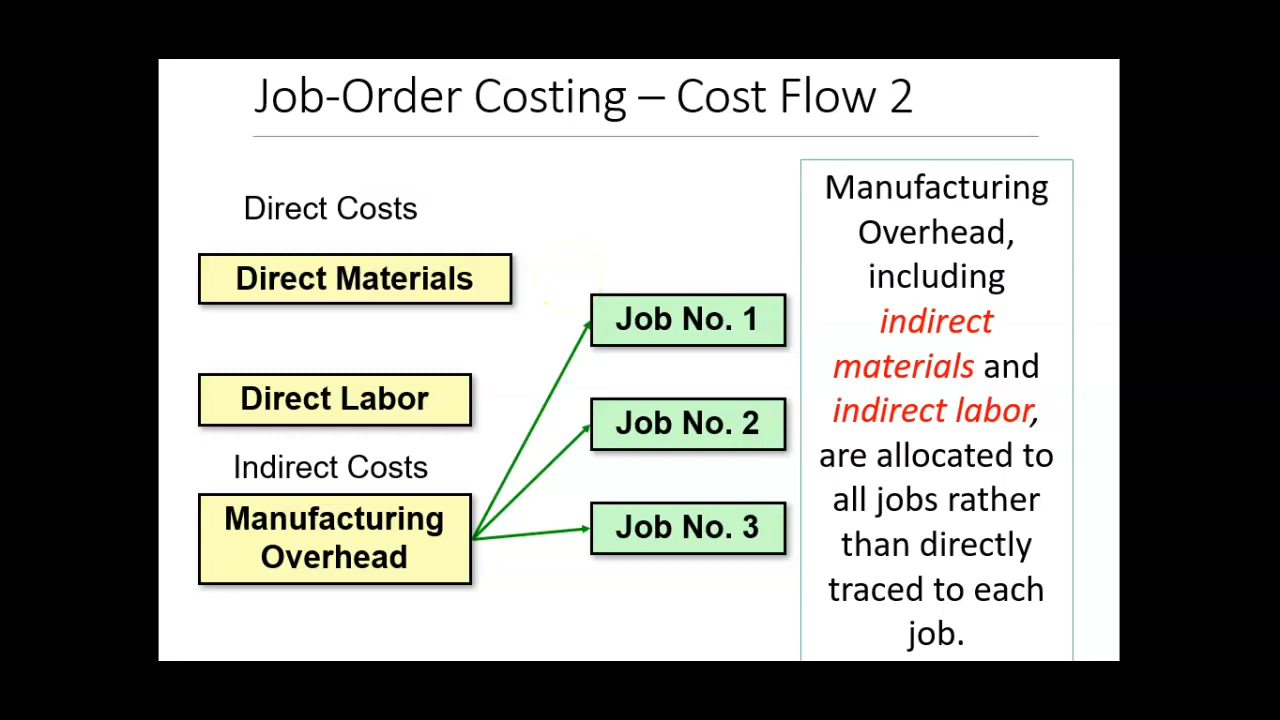 Job-Order Costing – Cost Flow 2
Direct Costs
Direct Materials
Direct Labor
Indirect Costs
Manufacturing
Overhead
Job No. 1
Job No. 2
Job No. 3
Manufacturing
Overhead,
including
indirect
materials and
indirect labor,
are allocated to
all jobs rather
than directly
traced to each
job.